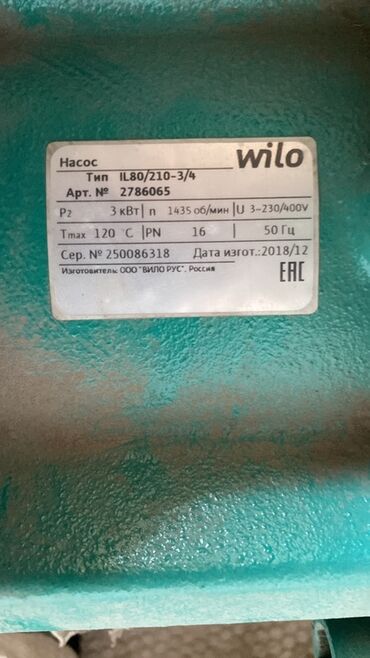 Насос wilo
Тип IL80/210-3/4
Арт. № 2786065
P2 3 кВт n 1435 об/мин U 3~230/400V
Tmax 120 °C PN 16 50 Гц
Сер. № 250086318 Дата изгот.:2018/12
Изготовитель: ООО "ВИЛО РУС". Россия
EAC